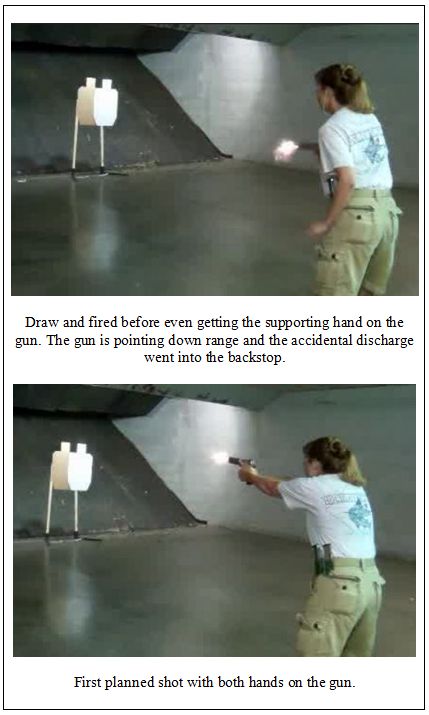 Draw and fired before even getting the supporting hand on the
gun. The gun is pointing down range and the accidental discharge
went into the backstop.
First planned shot with both hands on the gun.